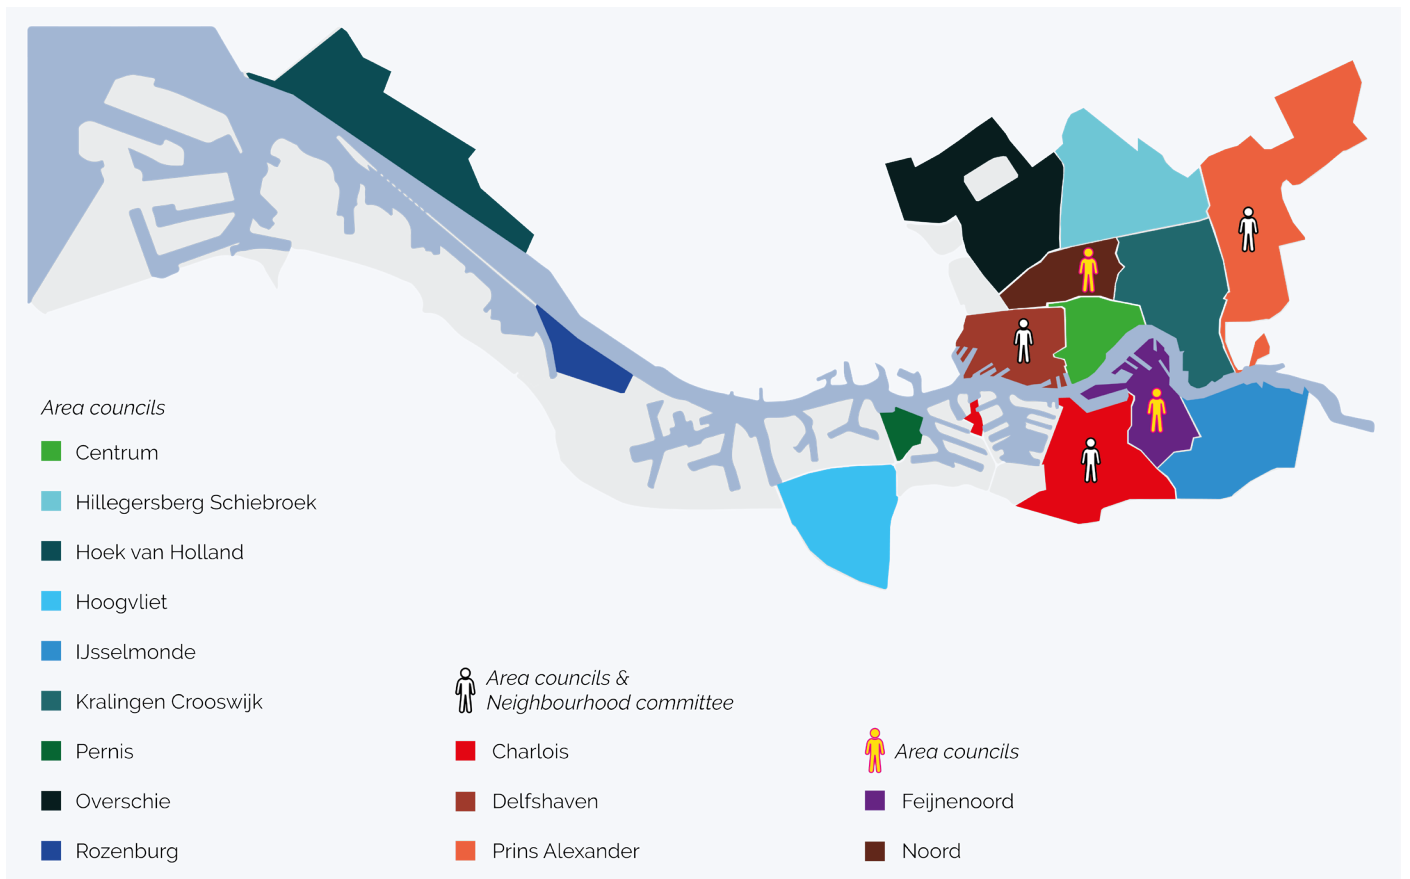 Area councils
Centrum
Hillegersberg Schiebroek
Hoek van Holland
Hoogvliet
IJsselmonde
Kralingen Crooswijk
Pernis
Overschie
Rozenburg
Area councils &
Neighbourhood committee
Charlois
Delfshaven
Prins Alexander
Area councils
Feijnenoord
Noord